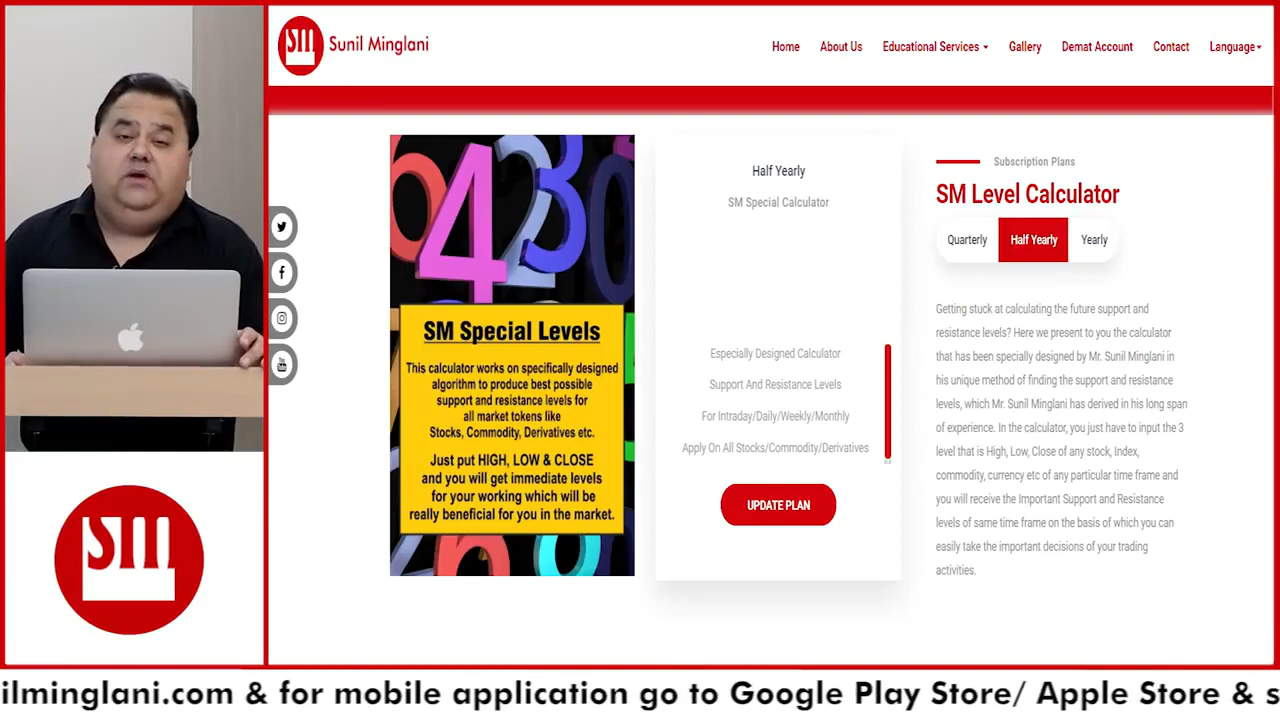 SM Sunil Minglani
Home About Us Educational Services Gallery Demat Account Contact Language
SM Special Levels
This calculator works on specifically designed
algorithm to produce best possible
support and resistance levels for
all market tokens like
Stocks, Commodity, Derivatives etc.
Just put HIGH, LOW & CLOSE
and you will get immediate levels
for your working which will be
really beneficial for you in the market.
Half Yearly
SM Special Calculator
Especially Designed Calculator
Support And Resistance Levels
For Intraday/Daily/Weekly/Monthly
Apply On All Stocks/Commodity/Derivatives
UPDATE PLAN
Subscription Plans
SM Level Calculator
Quarterly Half Yearly Yearly
Getting stuck at calculating the future support and
resistance levels? Here we present to you the calculator
that has been specially designed by Mr. Sunil Minglani in
his unique method of finding the support and resistance
levels, which Mr. Sunil Minglani has derived in his long span
of experience. In the calculator, you just have to input the 3
level that is High, Low, Close of any stock, Index,
commodity, currency etc of any particular time frame and
you will receive the Important Support and Resistance
levels of same time frame on the basis of which you can
easily take the important decisions of your trading
activities.
SM
ilminglani.com & for mobile application go to Google Play Store/ Apple Store & s